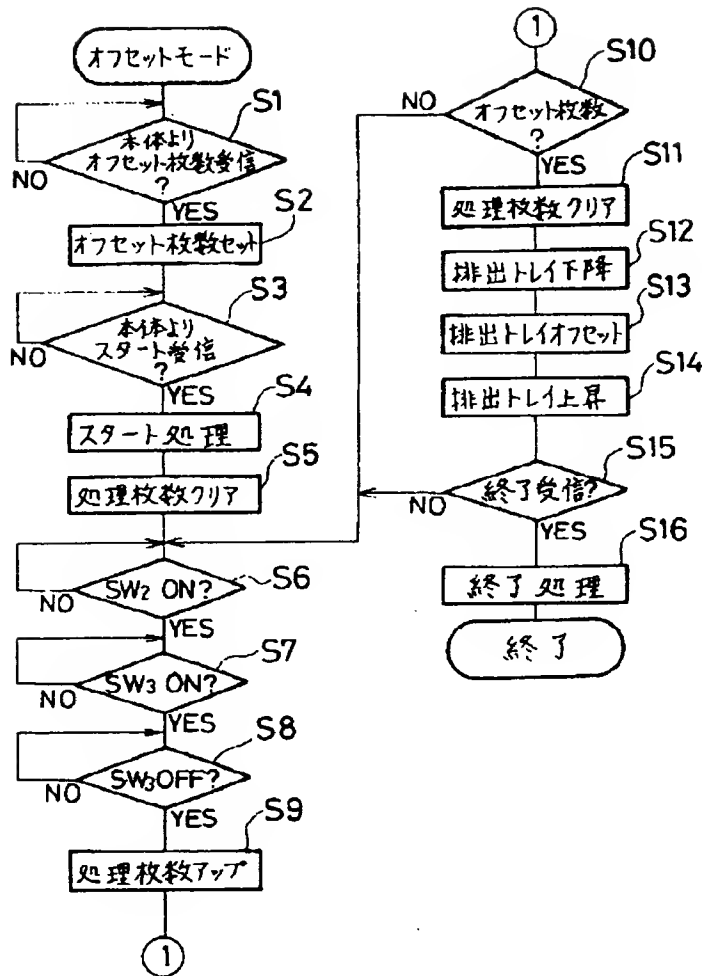 オフセットモード
S1
本体より
オフセット枚数受信
?
NO
YES
S2
オフセット枚数セット
S3
本体より
スタート受信
?
NO
YES
S4
スタート処理
S5
処理枚数クリア
S6
SW2 ON?
NO
YES
S7
SW3 ON?
NO
YES
S8
SW3OFF?
NO
YES
S9
処理枚数アップ
1
1
S10
オフセット枚数
?
NO
YES
S11
処理枚数クリア
S12
排出トレイ下降
S13
排出トレイオフセット
S14
排出トレイ上昇
S15
終了受信?
NO
YES
S16
終了処理
終了